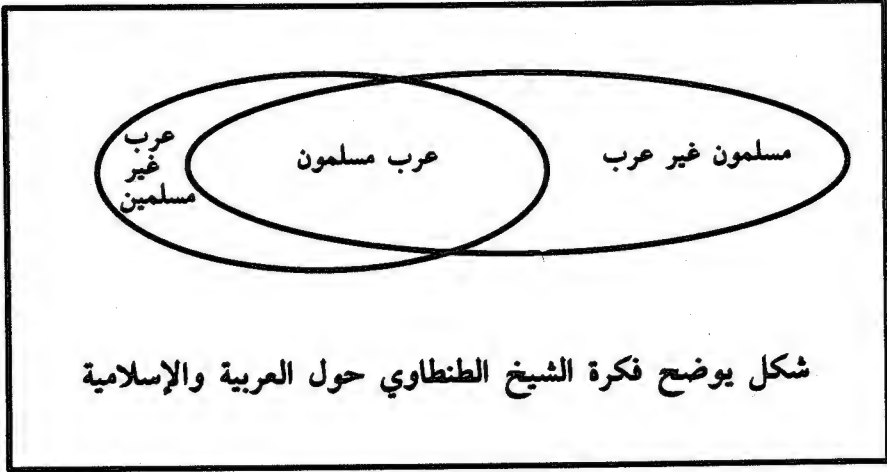 مسلمون غير عرب
عرب مسلمون
عرب
غير
مسلمين
شكل يوضح فكرة الشيخ الطنطاوي حول العربية والإسلامية